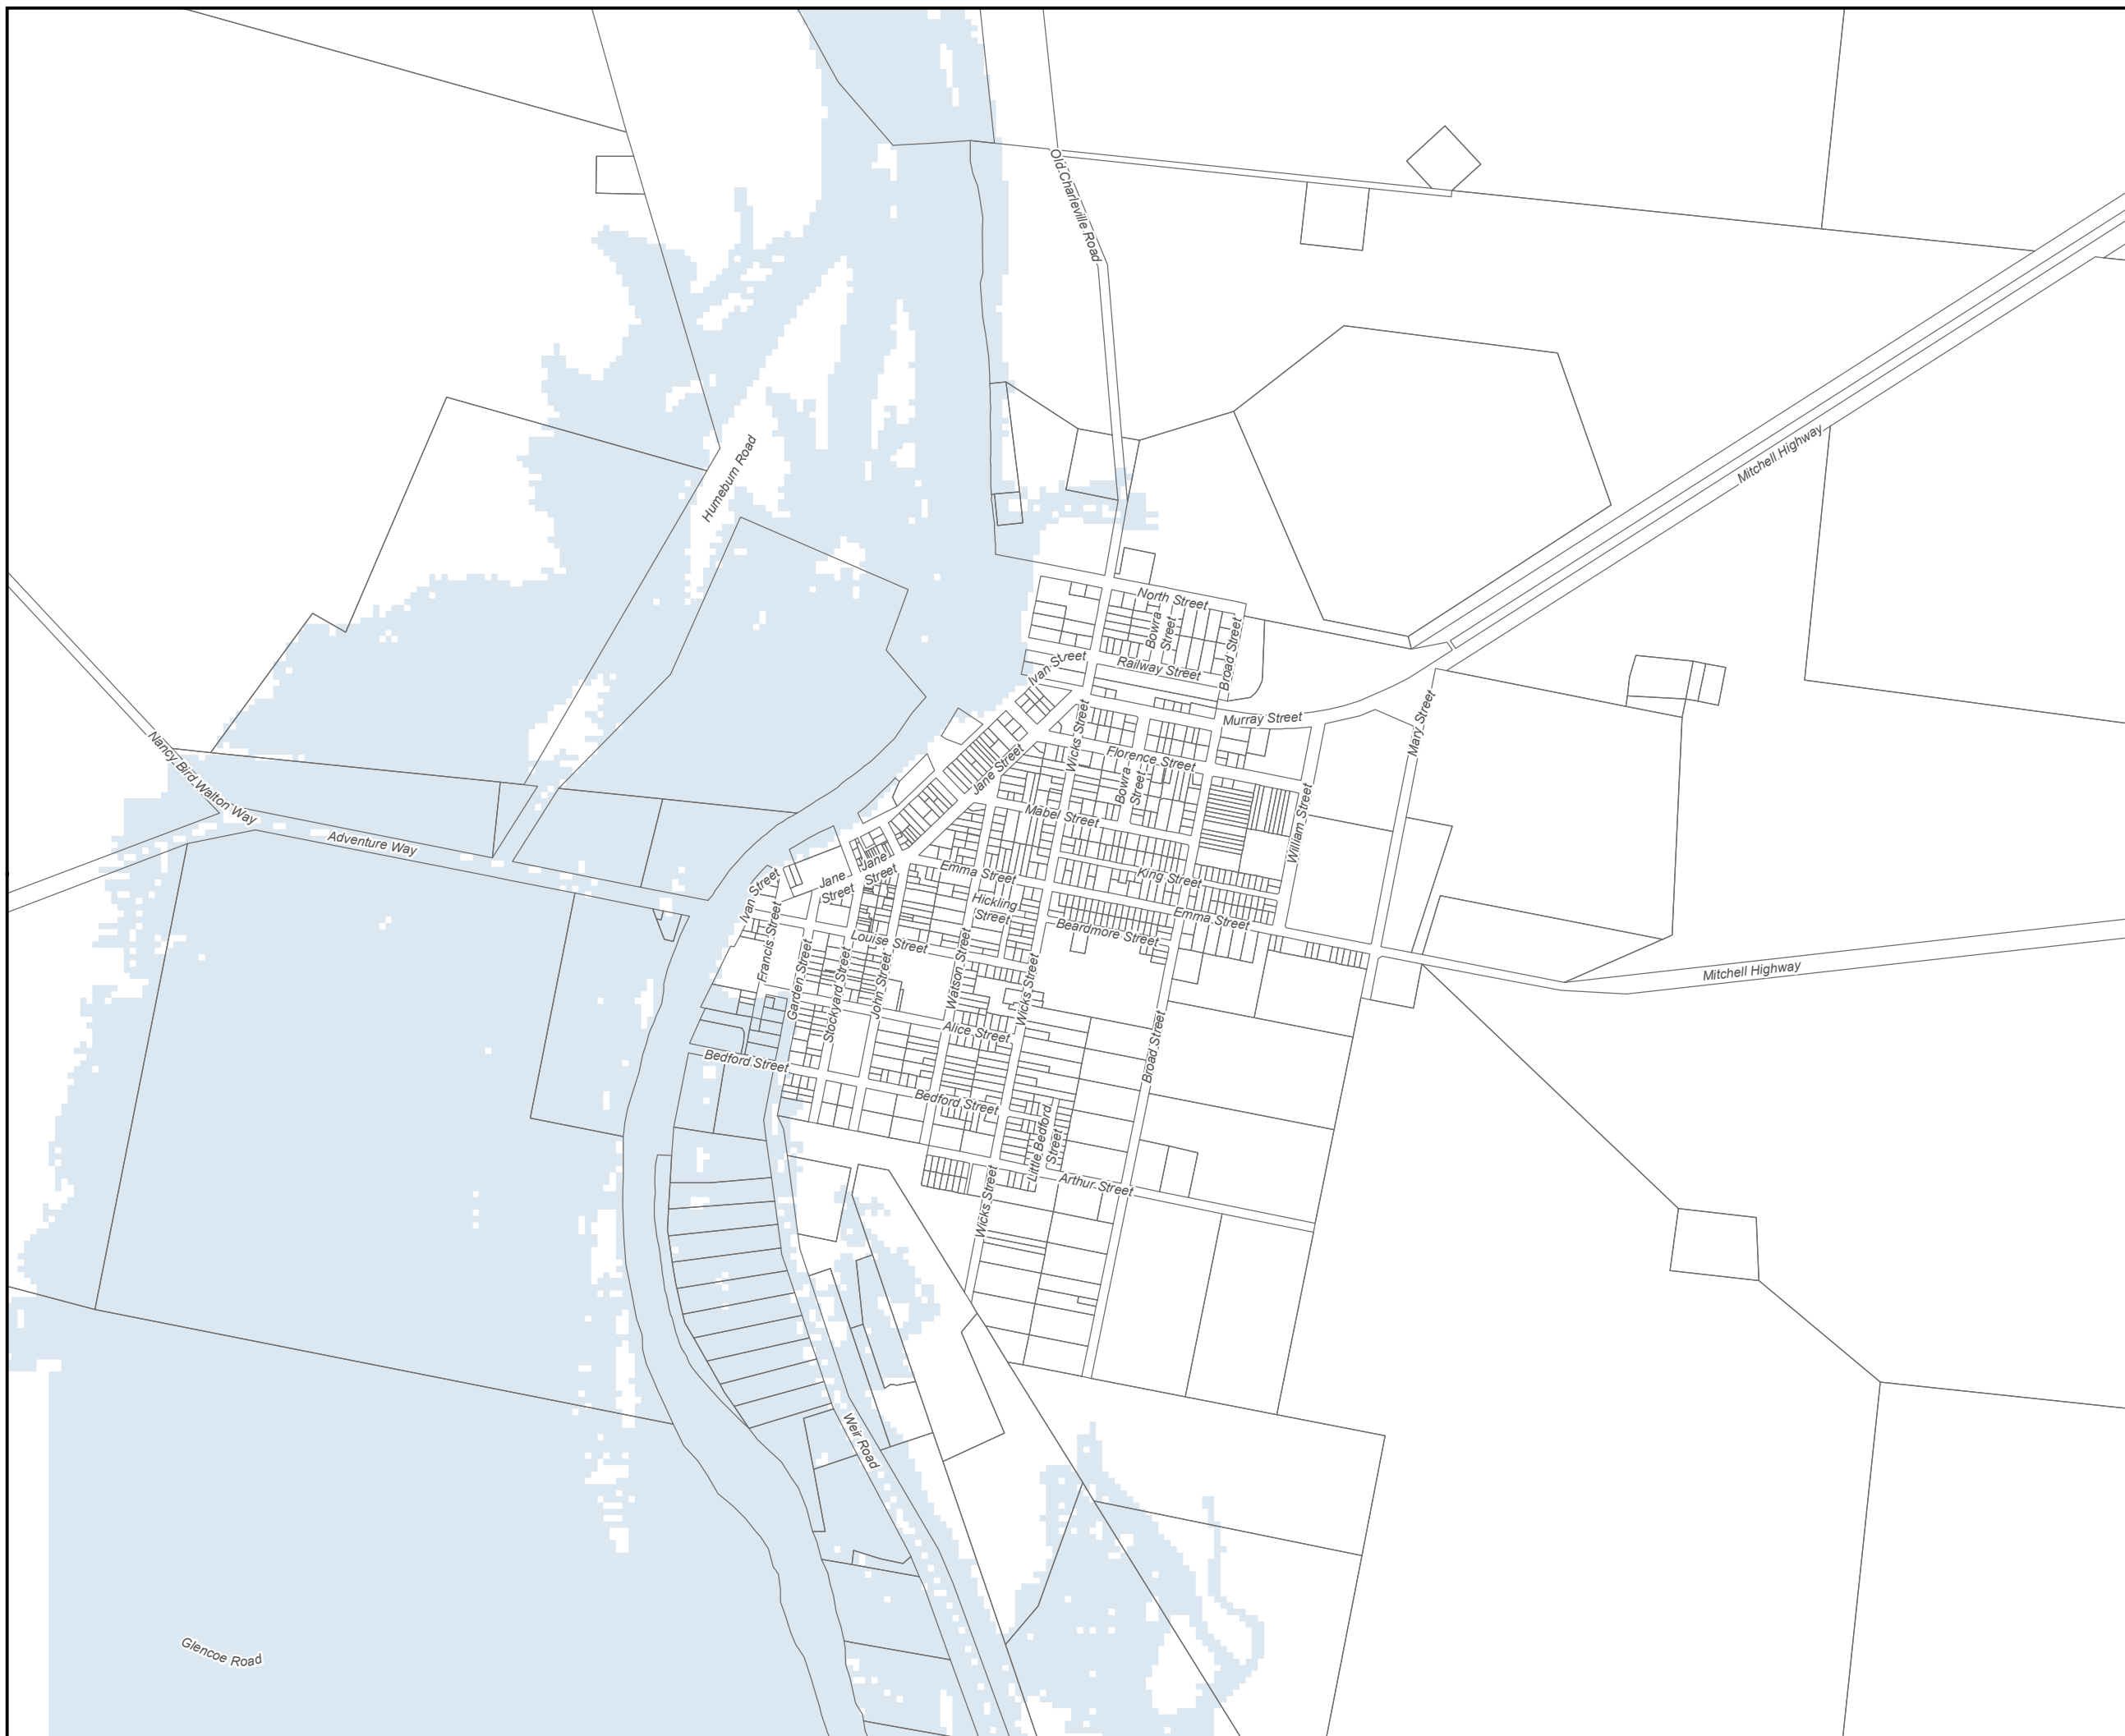 Old Charleville Road
Mitchell Highway
Humeburn Road
North Street
Bowra
Street
Broad Street
Ivan Street
Railway Street
Mary Street
Wicks Street
Murray Street
Nancy Bird Walton Way
Jane Street
Florence Street
Bowra
Street
Adventure Way
Mabel Street
William Street
Jane
Street
Jane
Street
Emma Street
King Street
Ivan Street
Hickling
Street
Emma Street
Francis Street
Louise Street
Beardmore Street
Garden Street
Stockyard Street
John Street
Watson Street
Wicks Street
Mitchell Highway
Alice Street
Broad Street
Bedford Street
Bedford Street
Little Bedford
Street
Wicks Street
Arthur Street
Weir Road
Glencoe Road